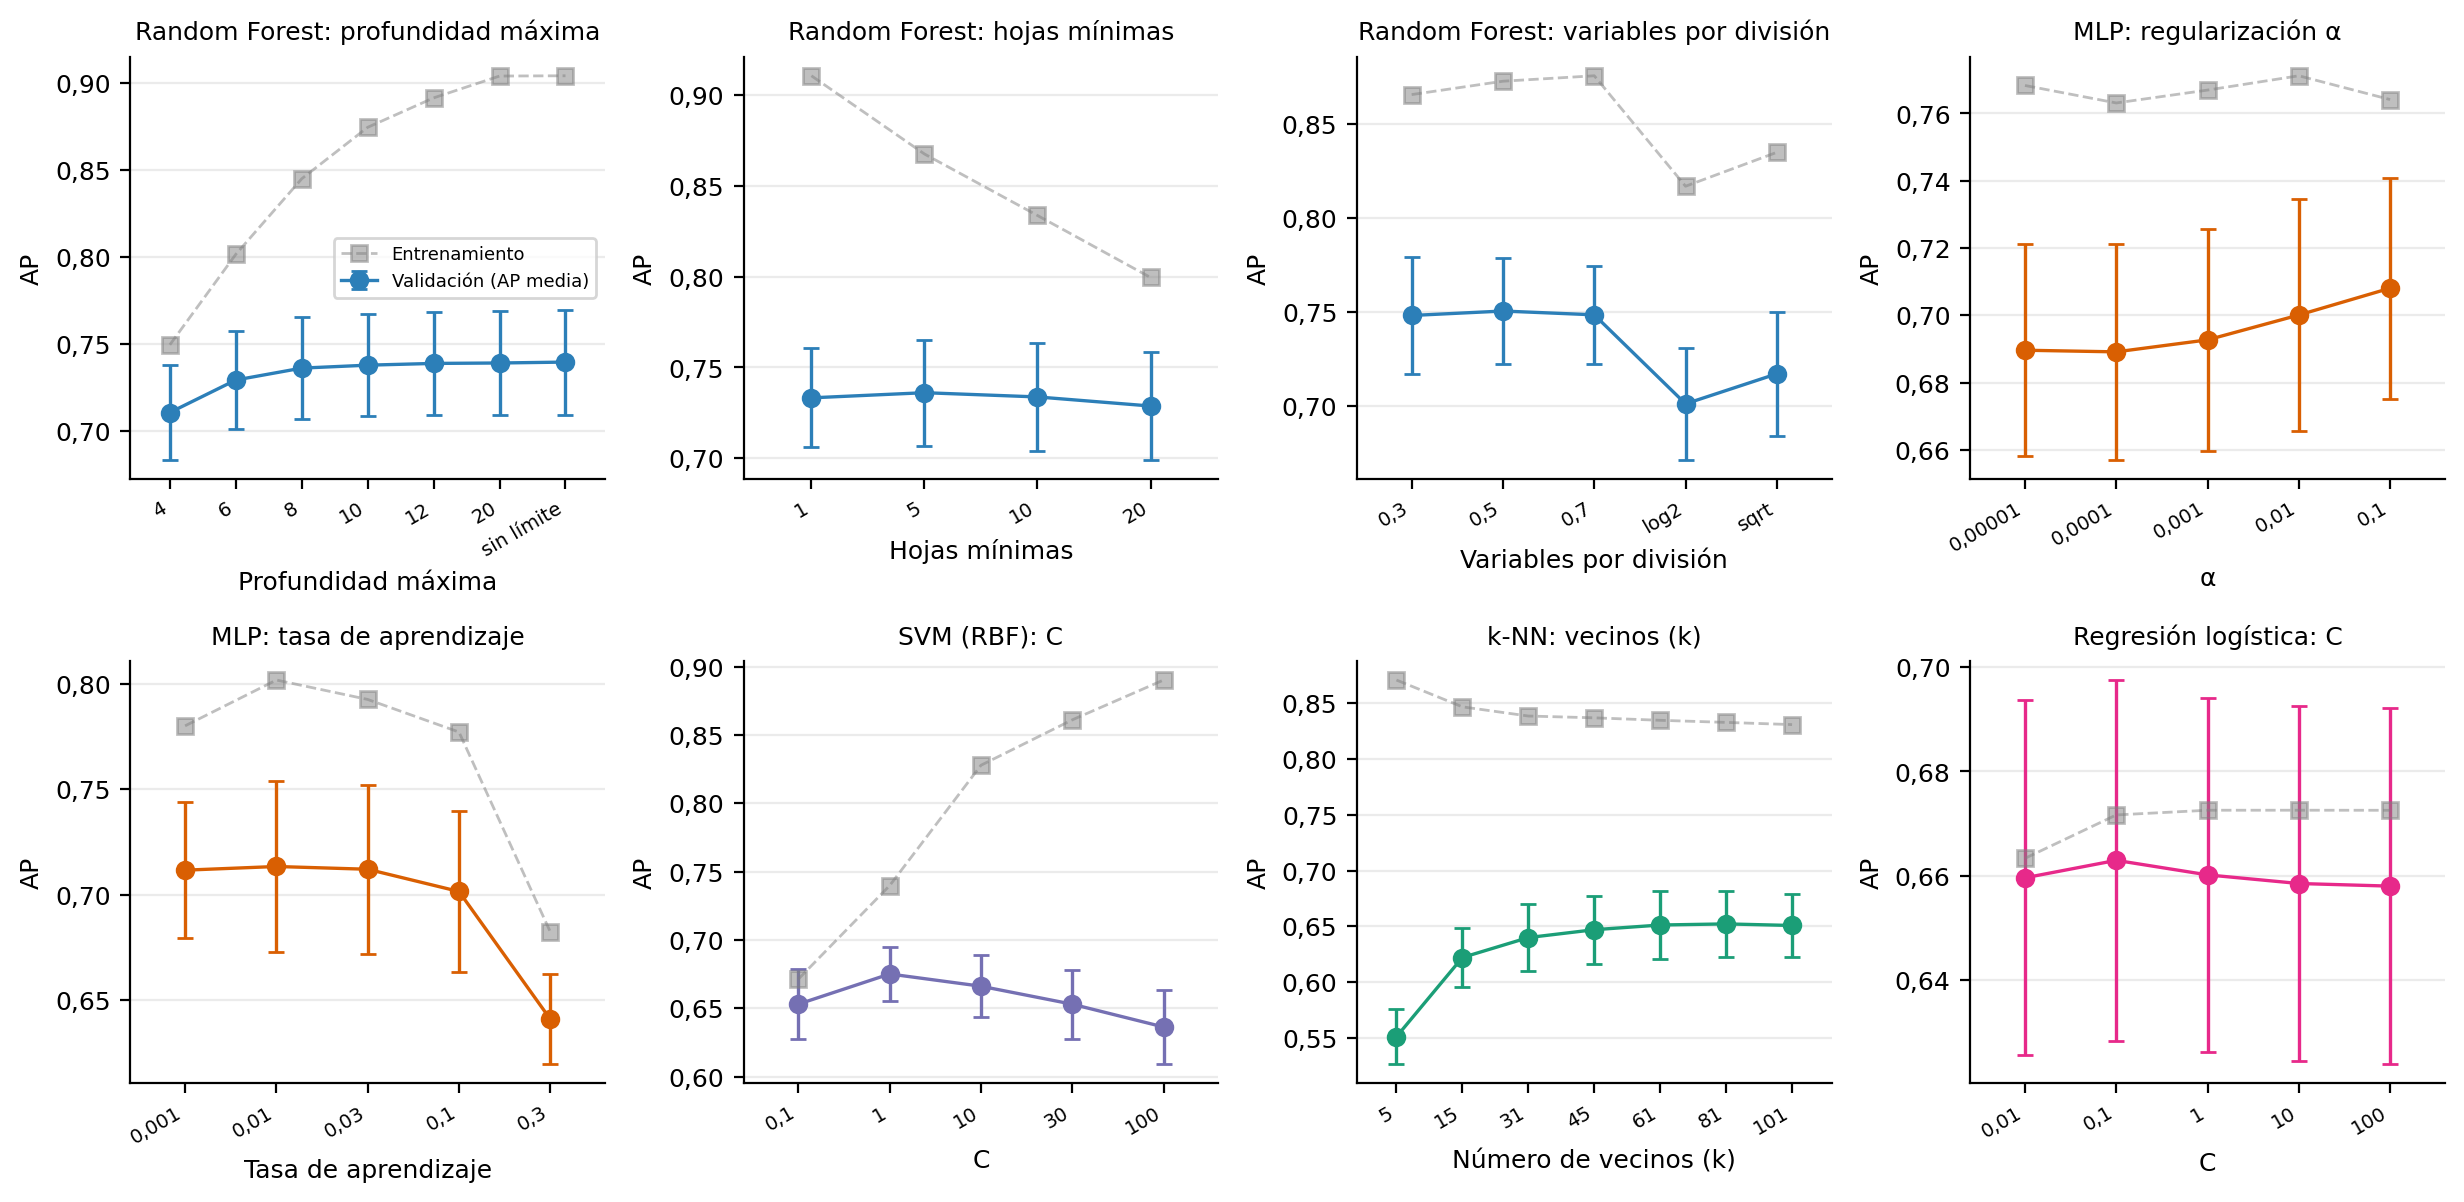 Random Forest: profundidad máxima
AP
0,90
0,85
0,80
0,75
0,70
Entrenamiento
Validación (AP media)
4
6
8
10
12
20
sin límite
Profundidad máxima
Random Forest: hojas mínimas
AP
0,90
0,85
0,80
0,75
0,70
1
5
10
20
Hojas mínimas
Random Forest: variables por división
AP
0,85
0,80
0,75
0,70
0,3
0,5
0,7
log2
sqrt
Variables por división
MLP: regularización α
AP
0,76
0,74
0,72
0,70
0,68
0,66
0,00001
0,0001
0,001
0,01
0,1
α
MLP: tasa de aprendizaje
AP
0,80
0,75
0,70
0,65
0,001
0,01
0,03
0,1
0,3
Tasa de aprendizaje
SVM (RBF): C
AP
0,90
0,85
0,80
0,75
0,70
0,65
0,60
0,1
1
10
30
100
C
k-NN: vecinos (k)
AP
0,85
0,80
0,75
0,70
0,65
0,60
0,55
5
15
31
45
61
81
101
Número de vecinos (k)
Regresión logística: C
AP
0,70
0,68
0,66
0,64
0,01
0,1
1
10
100
C